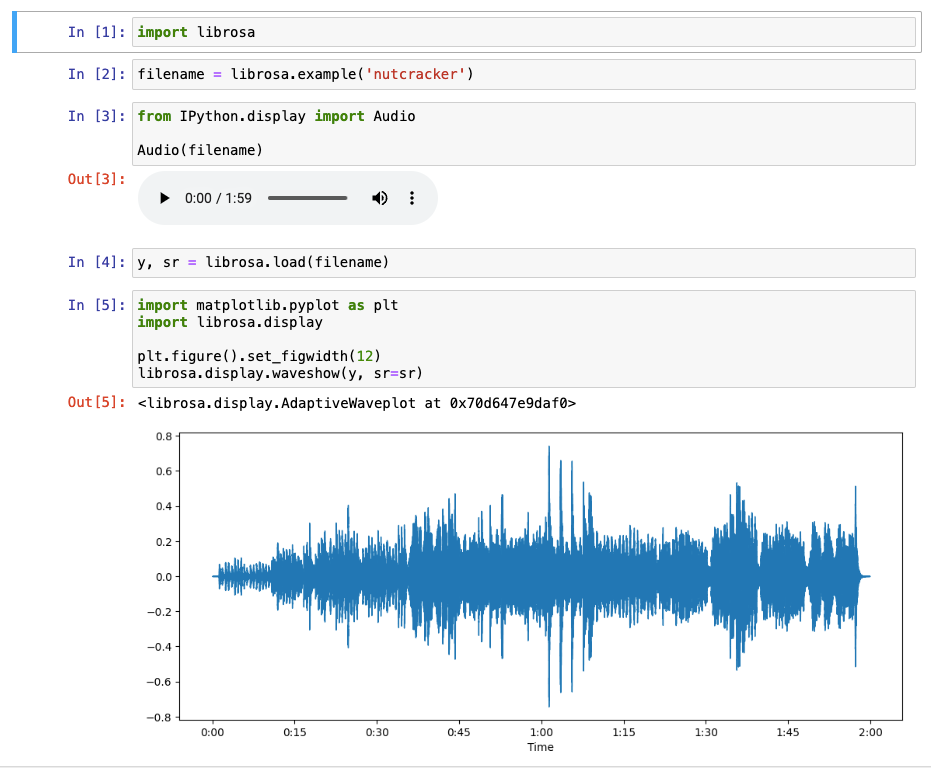 In [1]: import librosa
In [2]: filename = librosa.example('nutcracker')
In [3]: from IPython.display import Audio
Audio(filename)
Out[3]:
0:00 / 1:59
In [4]: y, sr = librosa.load(filename)
In [5]: import matplotlib.pyplot as plt
import librosa.display
plt.figure().set_figwidth(12)
librosa.display.waveshow(y, sr=sr)
Out[5]: <librosa.display.AdaptiveWaveplot at 0x70d647e9daf0>
0.8
0.6
0.4
0.2
0.0
−0.2
−0.4
−0.6
−0.8
0:00 0:15 0:30 0:45 1:00 1:15 1:30 1:45 2:00
Time